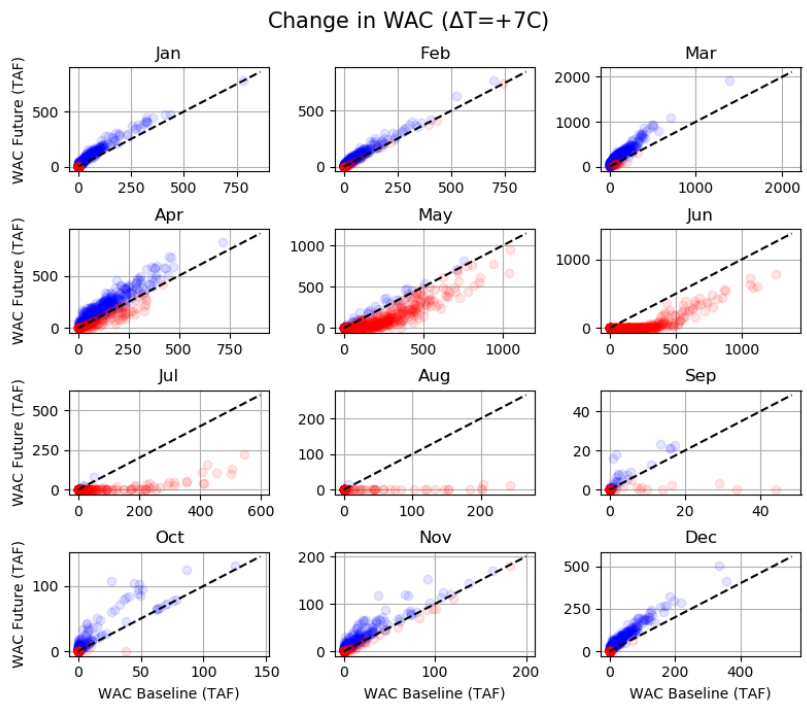 Change in WAC (ΔT=+7C)
Jan Feb Mar
WAC Future (TAF)
500
0
0 250 500 750
500
0
0 250 500 750
2000
1000
0
0 1000 2000
Apr May Jun
WAC Future (TAF)
500
0
0 250 500 750
1000
500
0
0 500 1000
1000
0
0 500 1000
Jul Aug Sep
WAC Future (TAF)
500
250
0
0 200 400 600
200
100
0
0 100 200
40
20
0
0 20 40
Oct Nov Dec
WAC Future (TAF)
100
0
0 50 100 150
200
100
0
0 100 200
500
250
0
0 200 400
WAC Baseline (TAF) WAC Baseline (TAF) WAC Baseline (TAF)